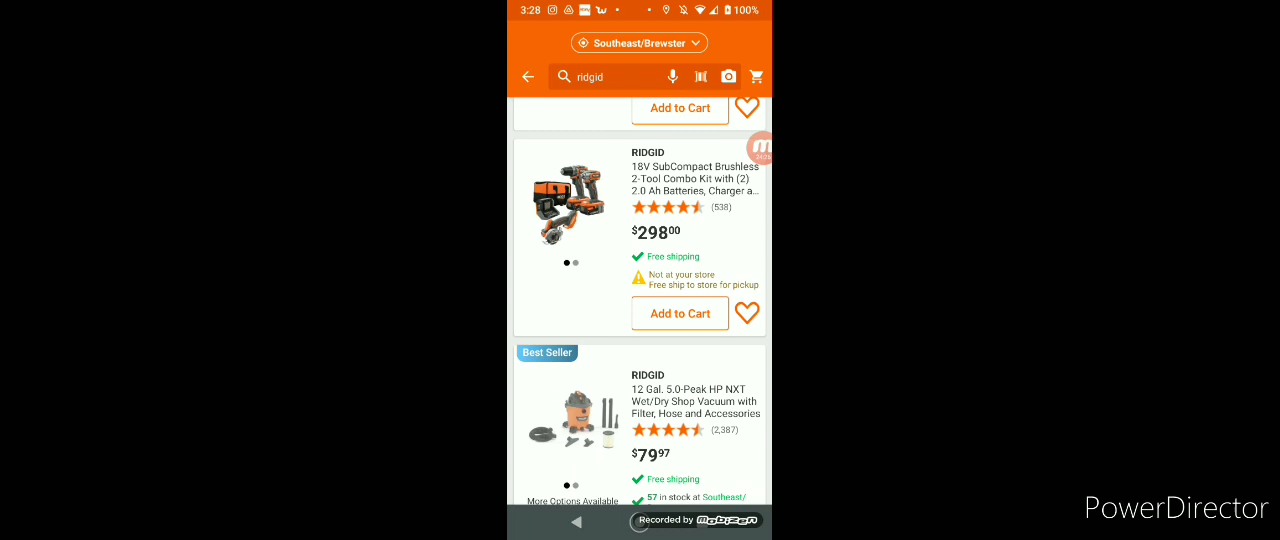 3:28
100%
Southeast/Brewster
ridgid
Add to Cart
RIDGID
18V SubCompact Brushless
2-Tool Combo Kit with (2)
2.0 Ah Batteries, Charger a...
(538)
$298.00
Free shipping
Not at your store
Free ship to store for pickup
Add to Cart
Best Seller
RIDGID
12 Gal. 5.0-Peak HP NXT
Wet/Dry Shop Vacuum with
Filter, Hose and Accessories
(2,387)
$79.97
Free shipping
57 in stock at Southeast/
More Options Available
Recorded by mobizen
PowerDirector